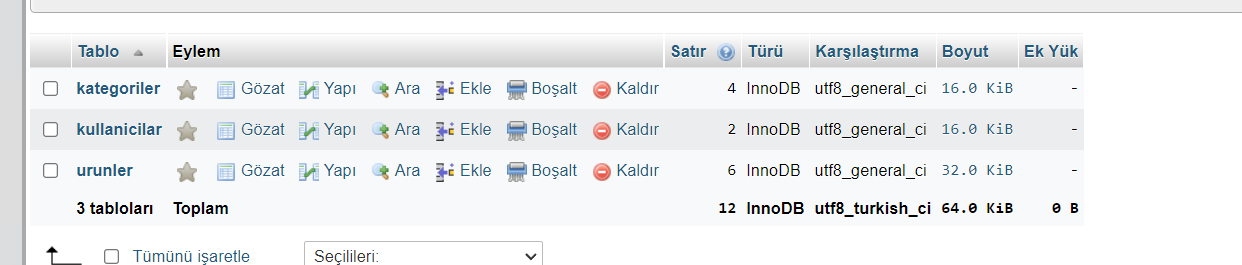 Tablo Eylem Satır Türü Karşılaştırma Boyut Ek Yük
kategoriler Gözat Yapı Ara Ekle Boşalt Kaldır 4 InnoDB utf8_general_ci 16.0 KiB -
kullanicilar Gözat Yapı Ara Ekle Boşalt Kaldır 2 InnoDB utf8_general_ci 16.0 KiB -
urunler Gözat Yapı Ara Ekle Boşalt Kaldır 6 InnoDB utf8_general_ci 32.0 KiB -
3 tabloları Toplam 12 InnoDB utf8_turkish_ci 64.0 KiB 0 B
Tümünü işaretle Seçilileri: